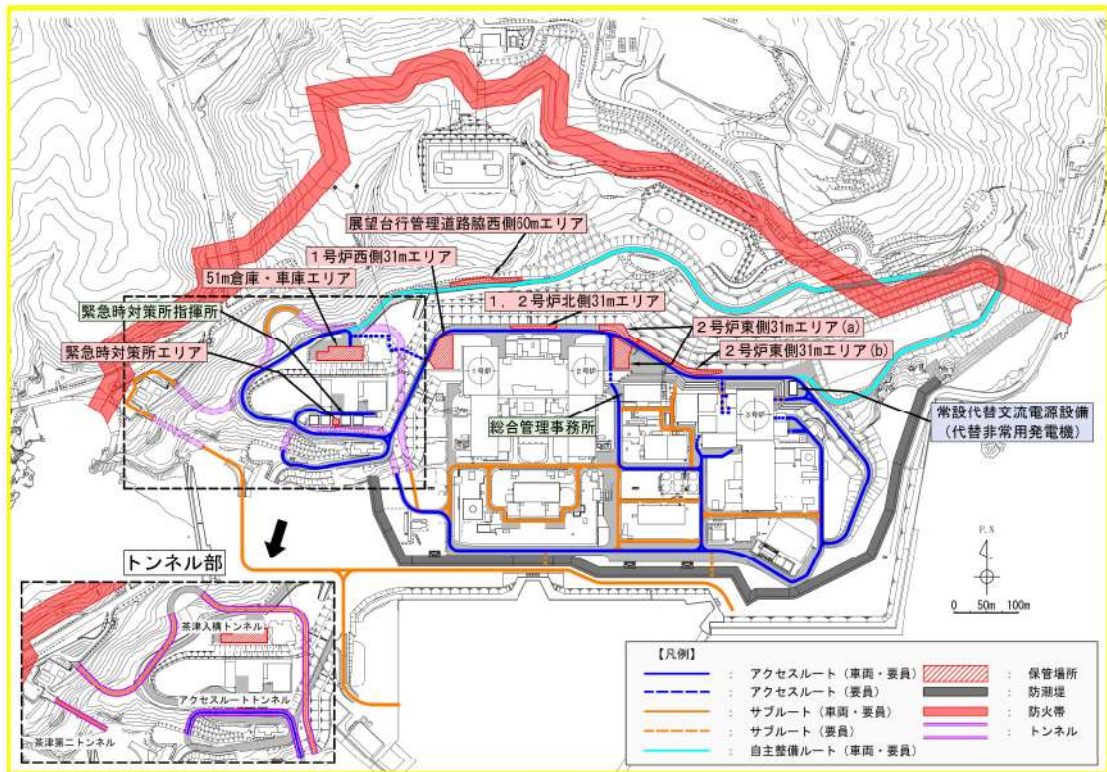 展望台行管理道路脇西側60mエリア
1号炉西側31mエリア
51m倉庫・車庫エリア
1．2号炉北側31mエリア
緊急時対策所指揮所
2号炉東側31mエリア(a)
緊急時対策所エリア
2号炉東側31mエリア(b)
1号炉
2号炉
3号炉
常設代替交流電源設備
(代替非常用発電機)
総合管理事務所
トンネル部
P.N
0 50m 100m
茶津入構トンネル
アクセスルートトンネル
茶津第二トンネル
【凡例】
： アクセスルート（車両・要員）
： アクセスルート（要員）
： サブルート（車両・要員）
： サブルート（要員）
： 自主整備ルート（車両・要員）
： 保管場所
： 防潮堤
： 防火帯
： トンネル